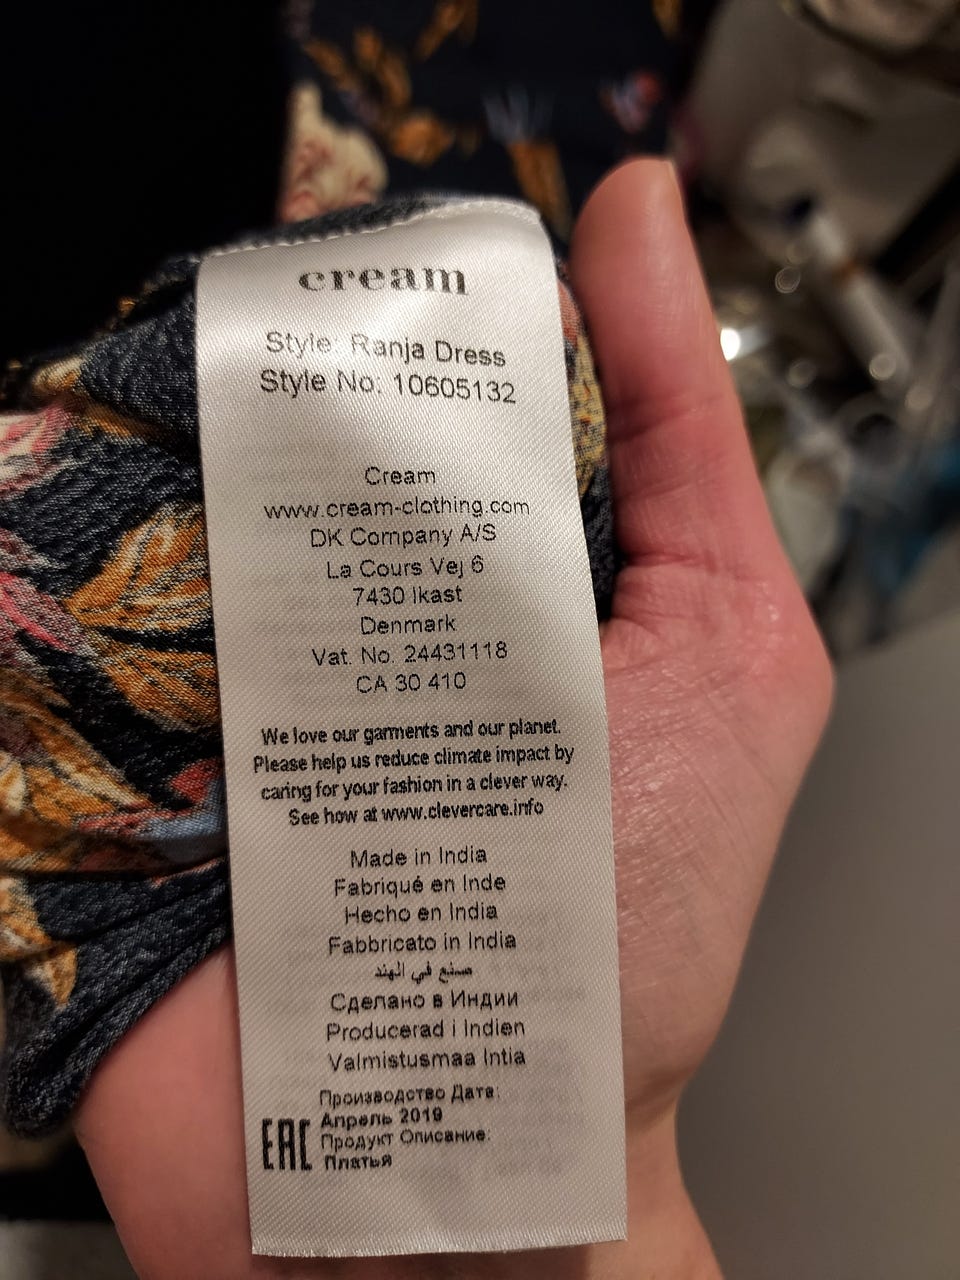 cream
Style: Ranja Dress
Style No: 10605132
Cream
www.cream-clothing.com
DK Company A/S
La Cours Vej 6
7430 Ikast
Denmark
Vat. No. 24431118
CA 30 410
We love our garments and our planet.
Please help us reduce climate impact by
caring for your fashion in a clever way.
See how at www.clevercare.info
Made in India
Fabriqué en Inde
Hecho en India
Fabbricato in India
صنع في الهند
Сделано в Индии
Producerad i Indien
Valmistusmaa Intia
Производство Дата:
Апрель 2019
EAC Продукт Описание:
Платья